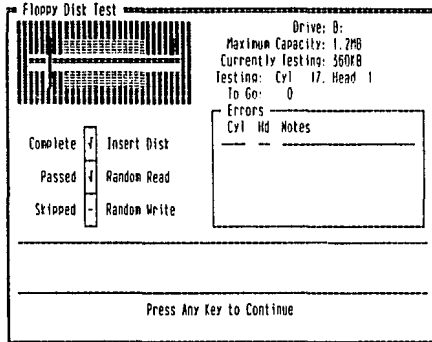 Floppy Disk Test
Drive: B:
Maximum Capacity: 1.2MB
Currently Testing: 360KB
Testing: Cyl 17, Head 1
To Go: 0
Errors
Cyl Hd Notes
Complete √ Insert Disk
Passed √ Random Read
Skipped - Random Write
Press Any Key to Continue